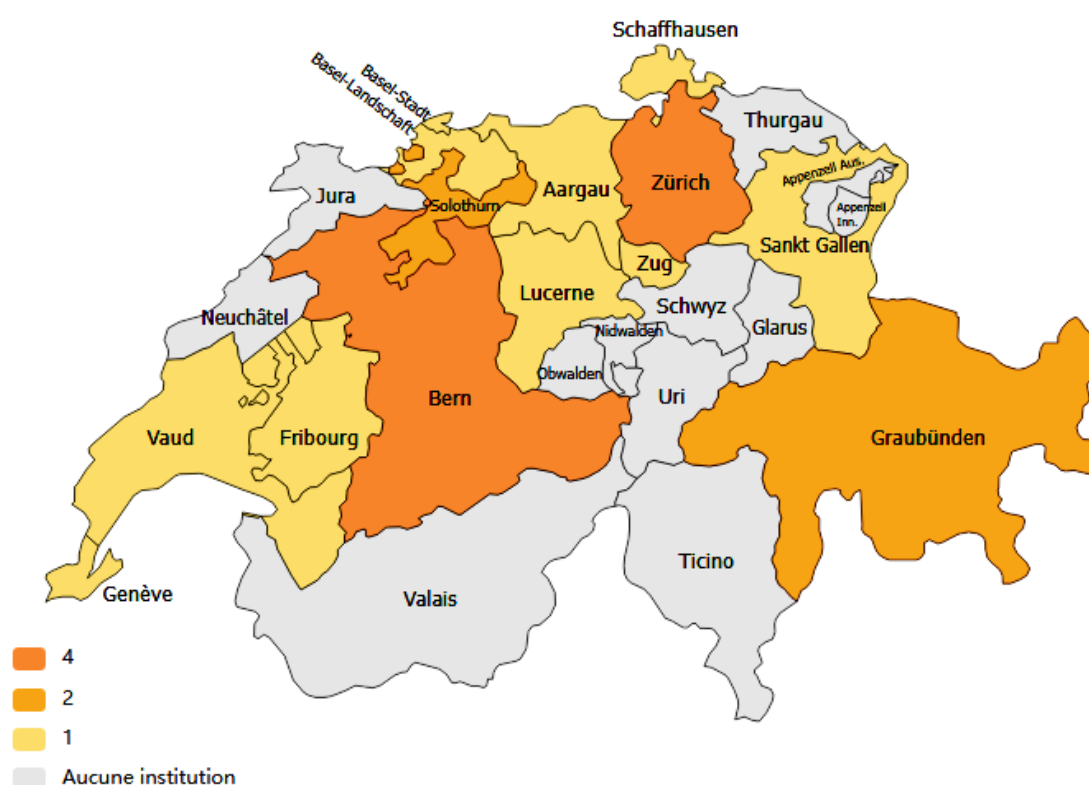 Schaffhausen
Basel-Stadt
Basel-Landschaft
Thurgau
Appenzell Aus.
Jura
Solothurn
Aargau
Zürich
Appenzell
Inn.
Sankt Gallen
Zug
Lucerne
Schwyz
Neuchâtel
Nidwalden
Glarus
Obwalden
Bern
Uri
Vaud
Fribourg
Graubünden
Ticino
Genève
Valais
4
2
1
Aucune institution